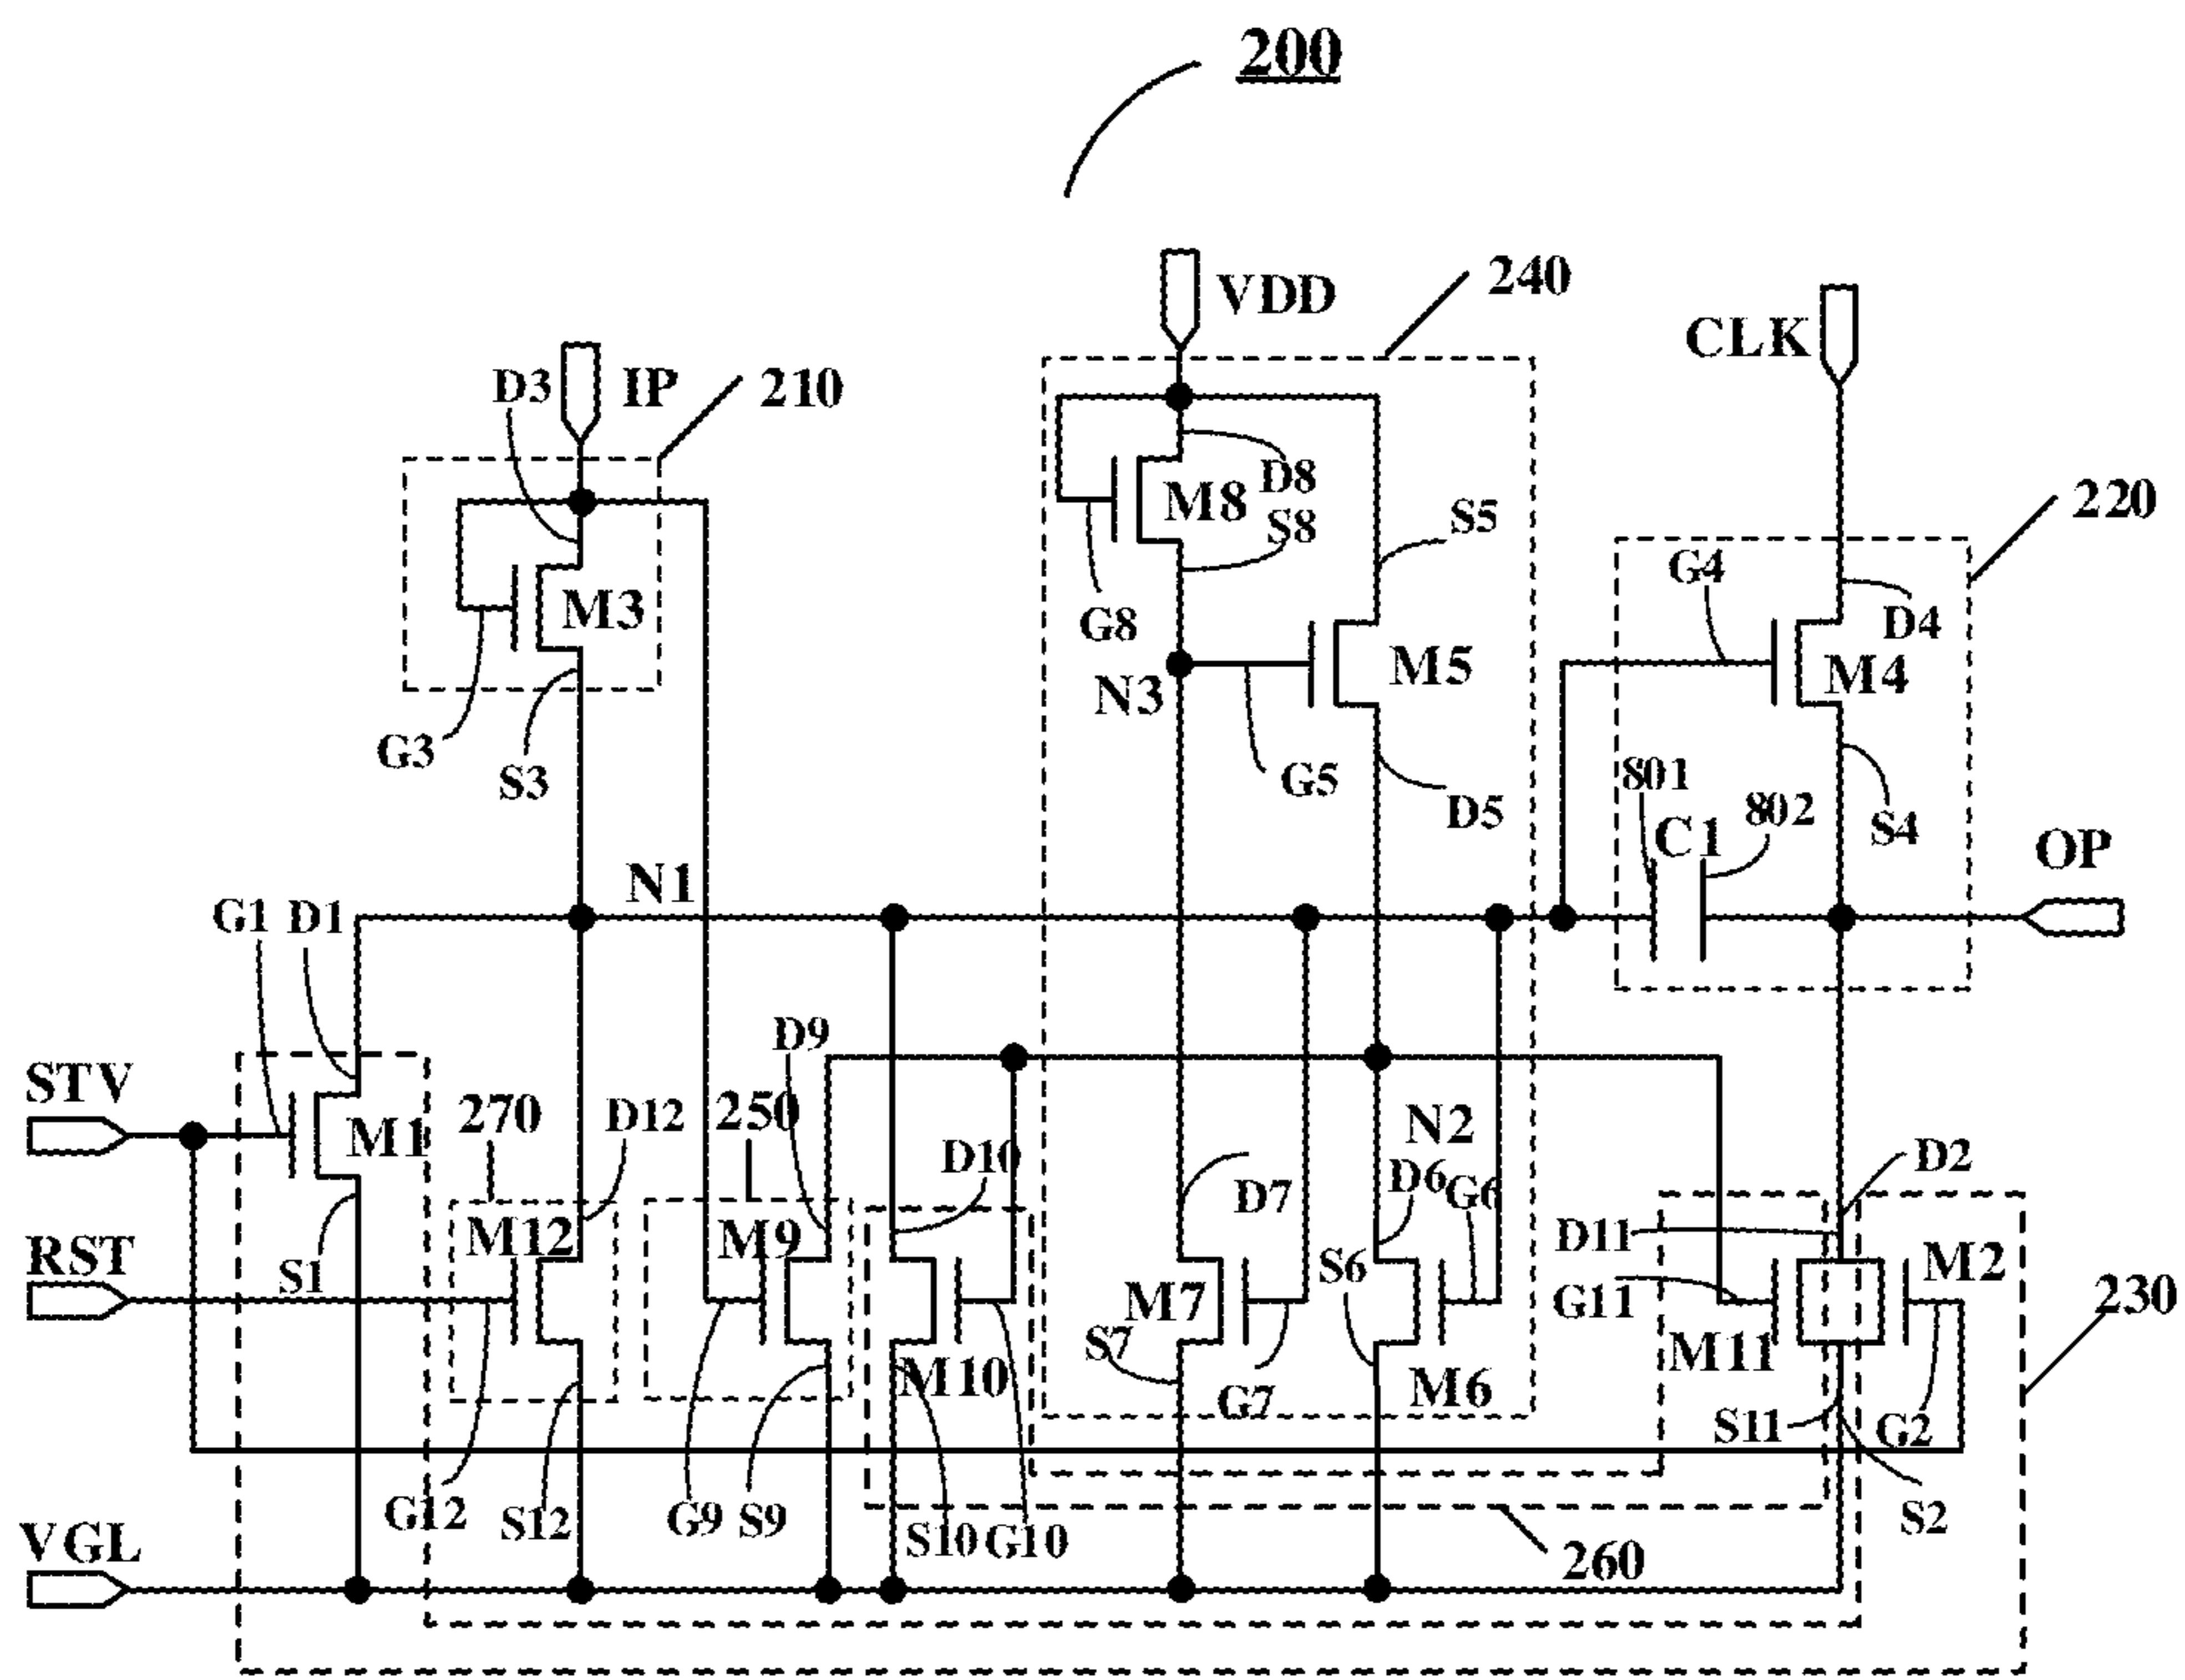 200
240
VDD
CLK
D3
IP
210
D8
M8
S8
S5
220
G4
M3
G8
D4
M5
M4
N3
G3
S3
G5
D5
801
802
C1
S4
OP
N1
G1
D1
D9
STV
270
250
D12
M1
D10
N2
D2
D7
D6
G6
M12
M9
D11
RST
S1
S6
M2
M7
G11
230
S7
M10
M11
G7
M6
S11
G2
G12
S12
G9
S9
S10
G10
S2
VGL
260